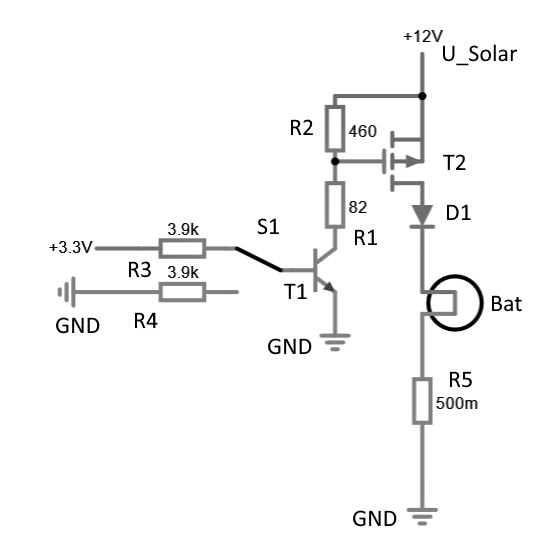 +12V
U_Solar
R2
460
T2
82
D1
S1
R1
3.9k
+3.3V
R3
3.9k
T1
GND
R4
GND
Bat
R5
500m
GND